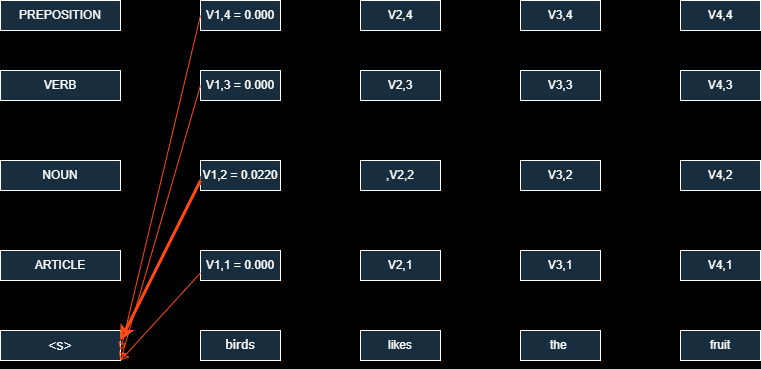 PREPOSITION V1,4 = 0.000 V2,4 V3,4 V4,4
VERB V1,3 = 0.000 V2,3 V3,3 V4,3
NOUN V1,2 = 0.0220 ,V2,2 V3,2 V4,2
ARTICLE V1,1 = 0.000 V2,1 V3,1 V4,1
<s> birds likes the fruit